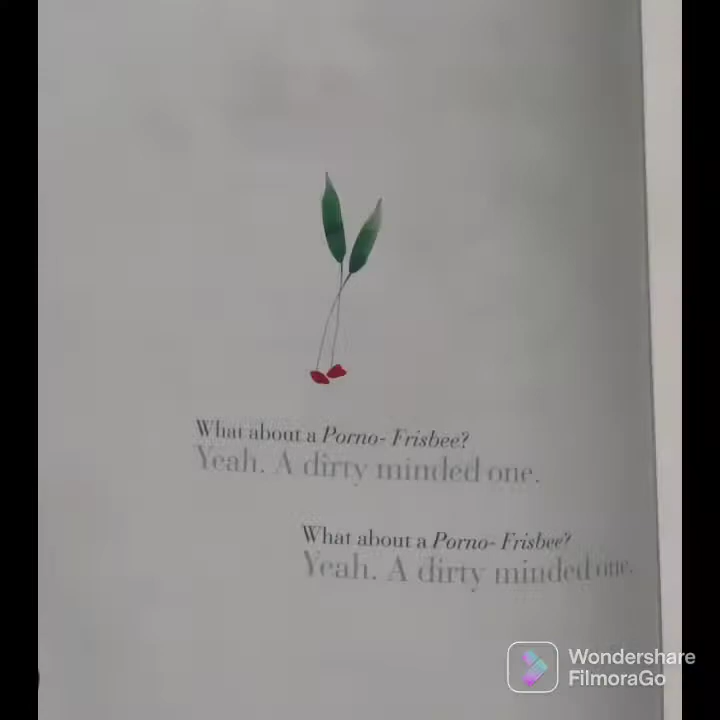 What about a Porno- Frisbee?
Yeah. A dirty minded one.
What about a Porno- Frisbee?
Yeah. A dirty minded one.
Wondershare
FilmoraGo